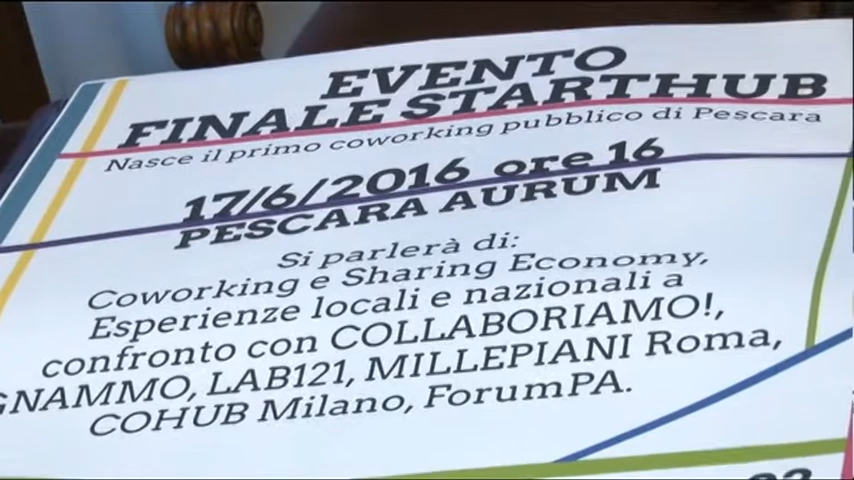 EVENTO
FINALE STARTHUB
Nasce il primo coworking pubblico di Pescara
17/6/2016 ore 16
PESCARA AURUM
Si parlerà di:
Coworking e Sharing Economy,
Esperienze locali e nazionali a
confronto con COLLABORIAMO!,
GNAMMO, LAB121, MILLEPIANI Roma,
COHUB Milano, ForumPA.